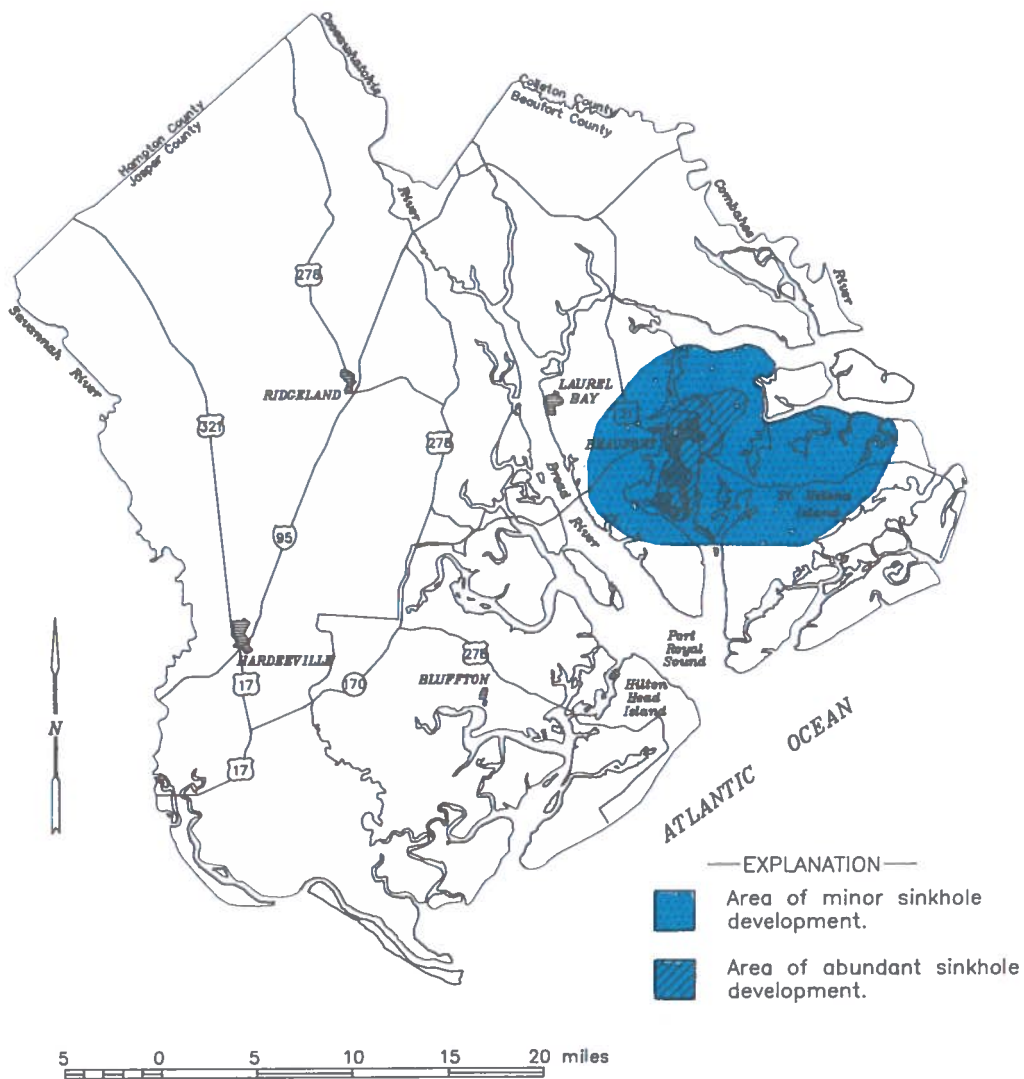 Coosawhatchie
Colleton County
Beaufort County
Hampton County
Jasper County
River
Combahee
River
278
Savannah
River
RIDGELAND
LAUREL
BAY
321
278
21
BEAUFORT
Broad
River
St. Helena
Island
95
HARDEEVILLE
17
170
278
BLUFFTON
Port
Royal
Sound
Hilton
Head
Island
N
17
ATLANTIC OCEAN
EXPLANATION
Area of minor sinkhole
development.
Area of abundant sinkhole
development.
5 0 5 10 15 20 miles